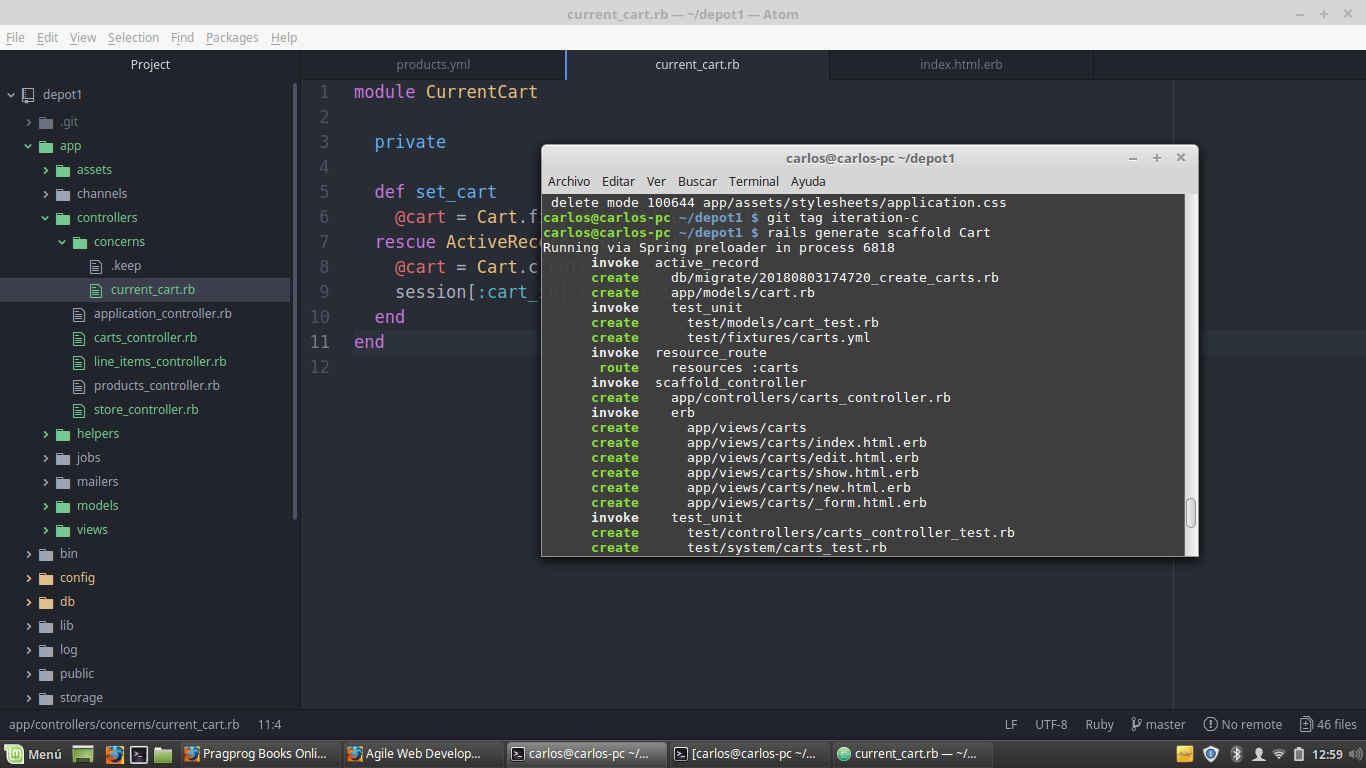 current_cart.rb — ~/depot1 — Atom
File Edit View Selection Find Packages Help
Project
products.yml
current_cart.rb
index.html.erb
depot1
.git
app
assets
channels
controllers
concerns
.keep
current_cart.rb
application_controller.rb
carts_controller.rb
line_items_controller.rb
products_controller.rb
store_controller.rb
helpers
jobs
mailers
models
views
bin
config
db
lib
log
public
storage
1 module CurrentCart
2
3 private
4
5 def set_cart
6 @cart = Cart.f
7 rescue ActiveRec
8 @cart = Cart.create
9 session[:cart_id] =
10 end
11 end
12
carlos@carlos-pc ~/depot1
Archivo Editar Ver Buscar Terminal Ayuda
delete mode 100644 app/assets/stylesheets/application.css
carlos@carlos-pc ~/depot1 $ git tag iteration-c
carlos@carlos-pc ~/depot1 $ rails generate scaffold Cart
Running via Spring preloader in process 6818
invoke active_record
create db/migrate/20180803174720_create_carts.rb
create app/models/cart.rb
invoke test_unit
create test/models/cart_test.rb
create test/fixtures/carts.yml
invoke resource_route
route resources :carts
invoke scaffold_controller
create app/controllers/carts_controller.rb
invoke erb
create app/views/carts
create app/views/carts/index.html.erb
create app/views/carts/edit.html.erb
create app/views/carts/show.html.erb
create app/views/carts/new.html.erb
create app/views/carts/_form.html.erb
invoke test_unit
create test/controllers/carts_controller_test.rb
create test/system/carts_test.rb
app/controllers/concerns/current_cart.rb 11:4
LF UTF-8 Ruby master No remote 46 files
Menú
Pragprog Books Onli...
Agile Web Develop...
carlos@carlos-pc ~/...
[carlos@carlos-pc ~/...
current_cart.rb — ~/...
12:59